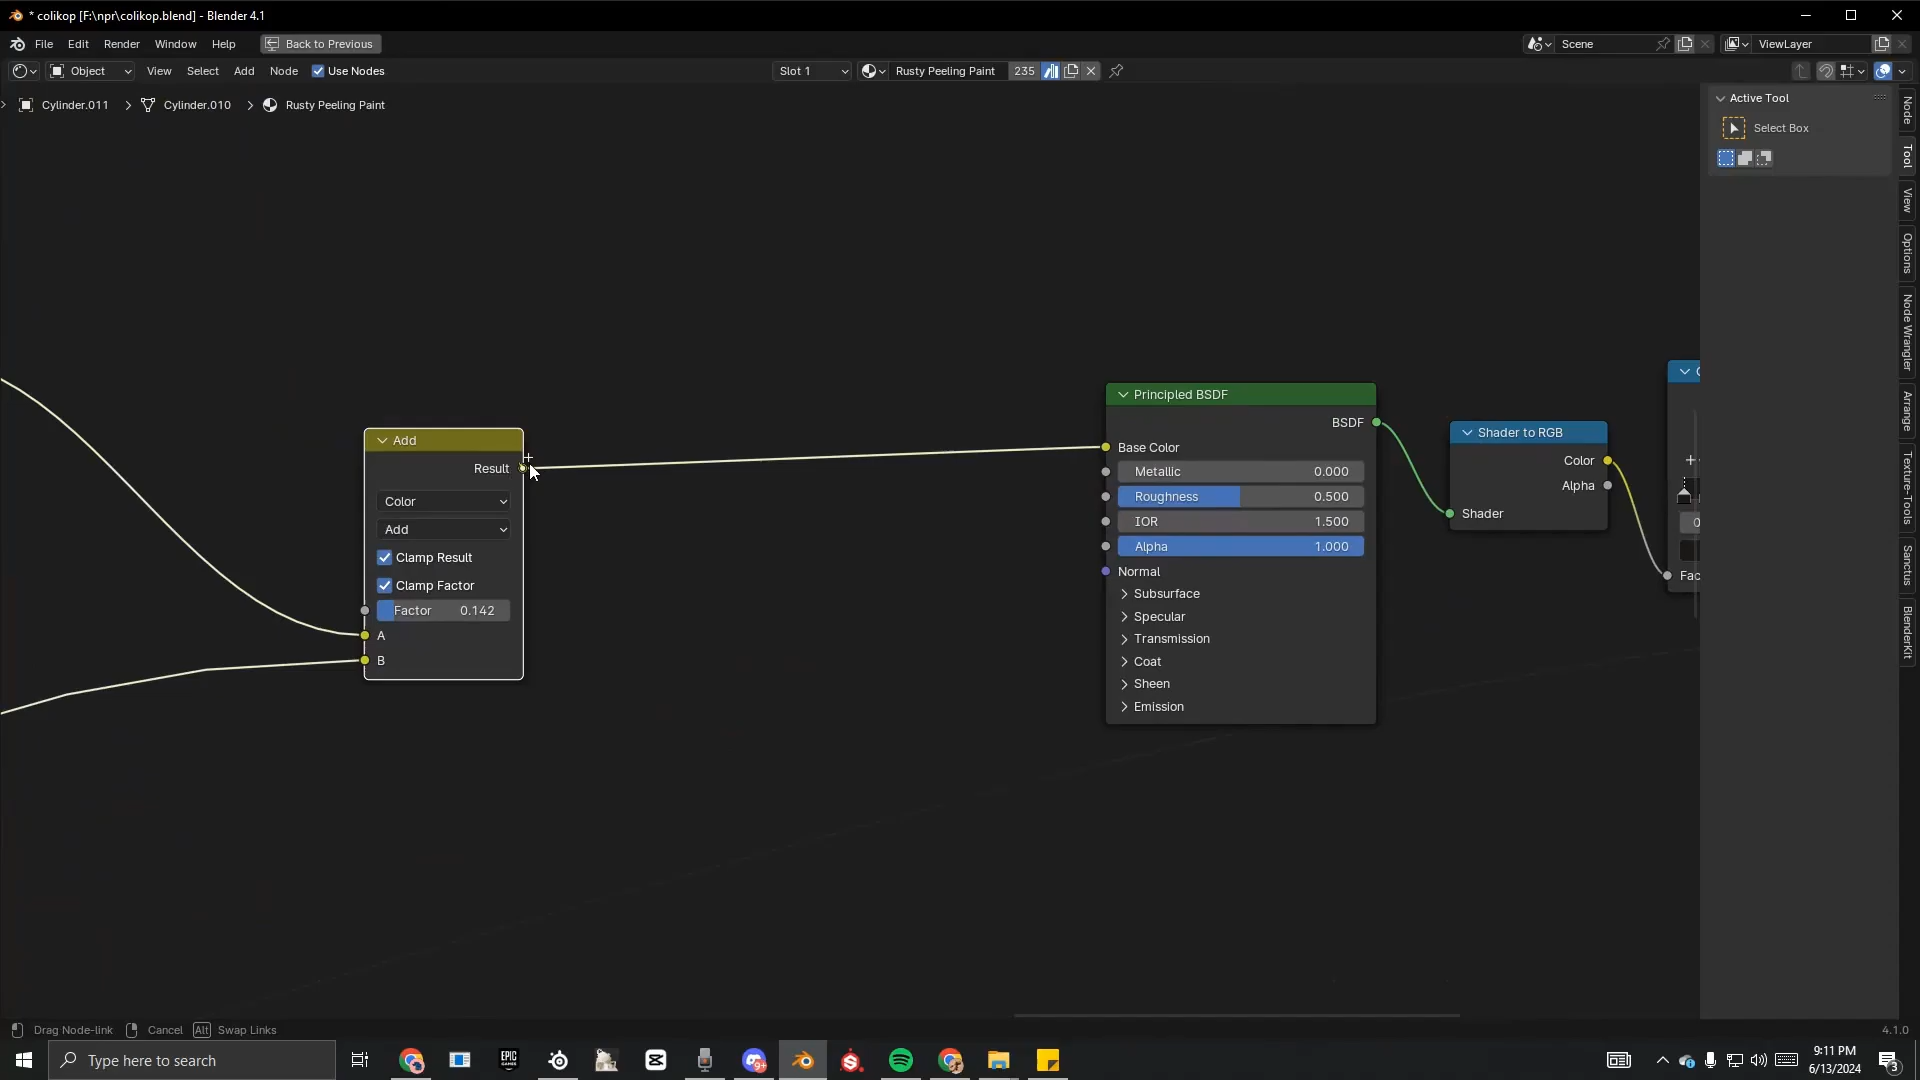 * colikop [F:\npr\colikop.blend] - Blender 4.1
File Edit Render Window Help Back to Previous Scene ViewLayer
Object View Select Add Node Use Nodes Slot 1 Rusty Peeling Paint 235
Cylinder.011 > Cylinder.010 > Rusty Peeling Paint
Active Tool
Select Box
Node
Tool
View
Options
Node Wrangler
Arrange
Texture-Tools
Sanctus
BlenderKit
Add
Result
Color
Add
Clamp Result
Clamp Factor
Factor 0.142
A
B
Principled BSDF
BSDF
Base Color
Metallic 0.000
Roughness 0.500
IOR 1.500
Alpha 1.000
Normal
Subsurface
Specular
Transmission
Coat
Sheen
Emission
Shader to RGB
Color
Alpha
Shader
Fac
Drag Node-link Cancel Alt Swap Links 4.1.0
Type here to search
EPIC GAMES
9+
9:11 PM
6/13/2024
3